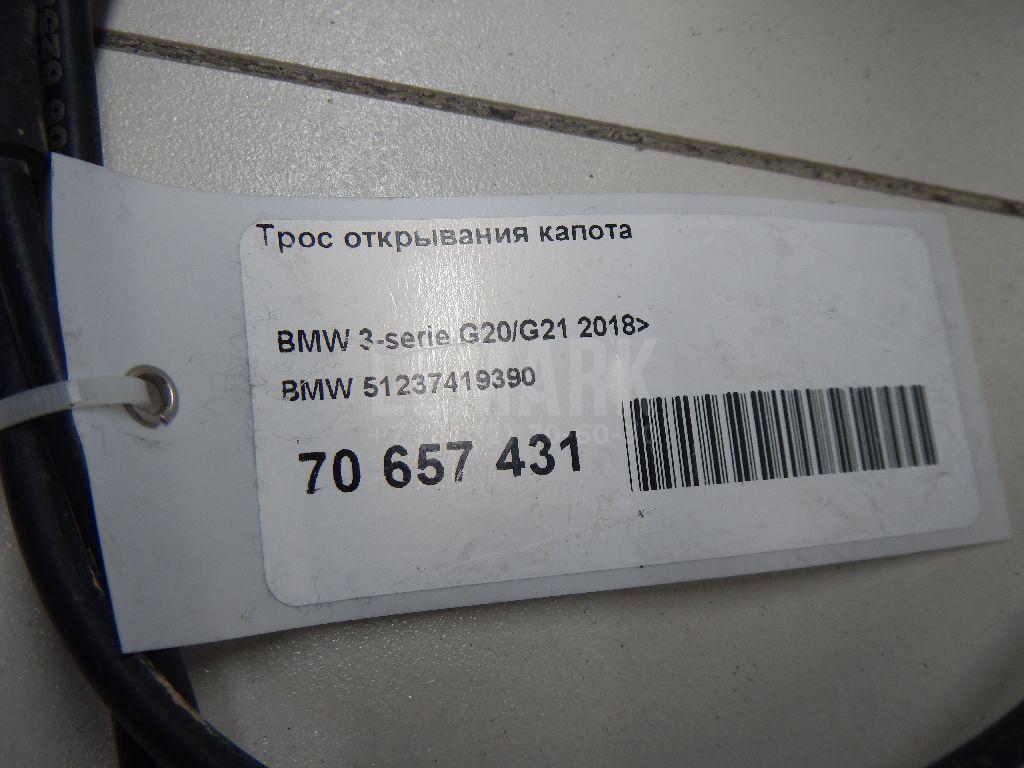 Трос открывания капота
BMW 3-serie G20/G21 2018>
BMW 51237419390
70 657 431